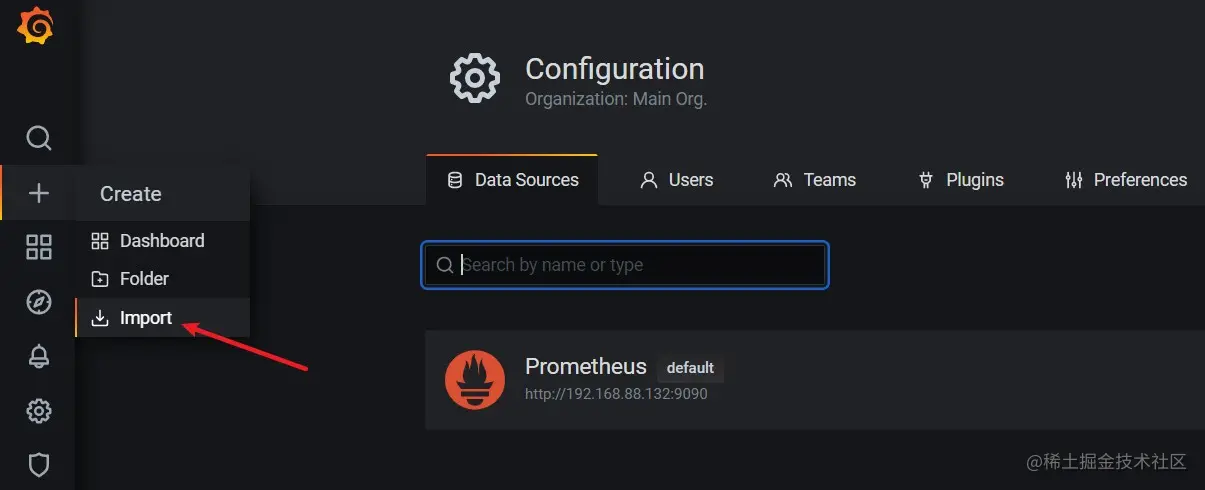 Configuration
Organization: Main Org.
Create
Dashboard
Folder
Import
Data Sources
Users
Teams
Plugins
Preferences
Search by name or type
Prometheus default
http://192.168.88.132:9090
@稀土掘金技术社区